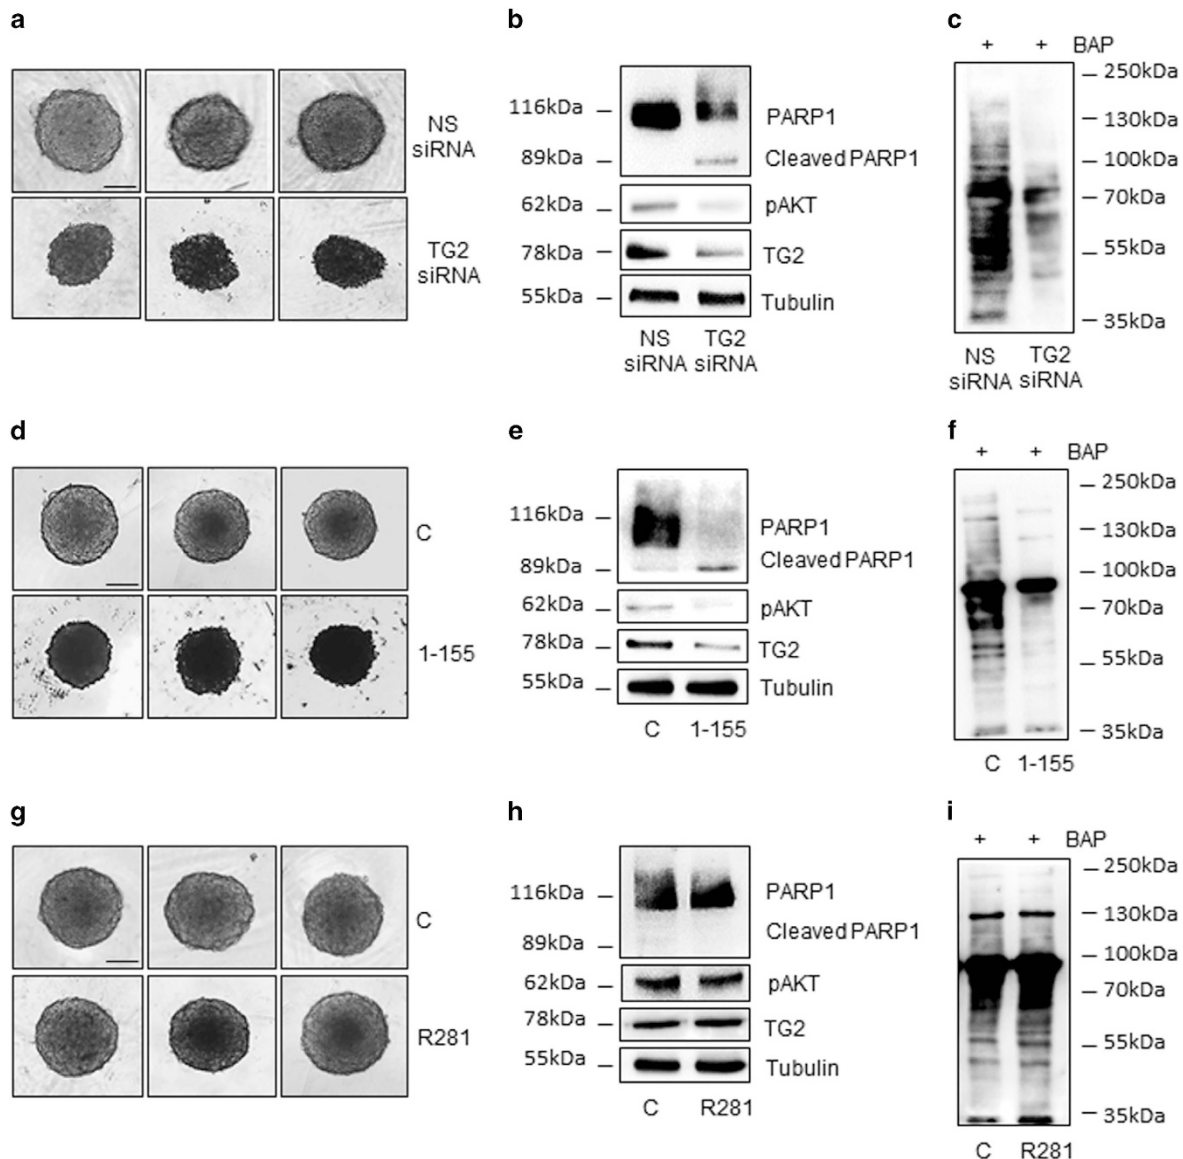 a
NS
siRNA
TG2
siRNA
b
116kDa
PARP1
89kDa
Cleaved PARP1
62kDa
pAKT
78kDa
TG2
55kDa
Tubulin
NS
siRNA
TG2
siRNA
c
+ + BAP
250kDa
130kDa
100kDa
70kDa
55kDa
35kDa
NS
siRNA
TG2
siRNA
d
C
1-155
e
116kDa
PARP1
Cleaved PARP1
89kDa
62kDa
pAKT
78kDa
TG2
55kDa
Tubulin
C 1-155
f
+ + BAP
250kDa
130kDa
100kDa
70kDa
55kDa
35kDa
C 1-155
g
C
R281
h
116kDa
PARP1
Cleaved PARP1
89kDa
62kDa
pAKT
78kDa
TG2
55kDa
Tubulin
C R281
i
+ + BAP
250kDa
130kDa
100kDa
70kDa
55kDa
35kDa
C R281